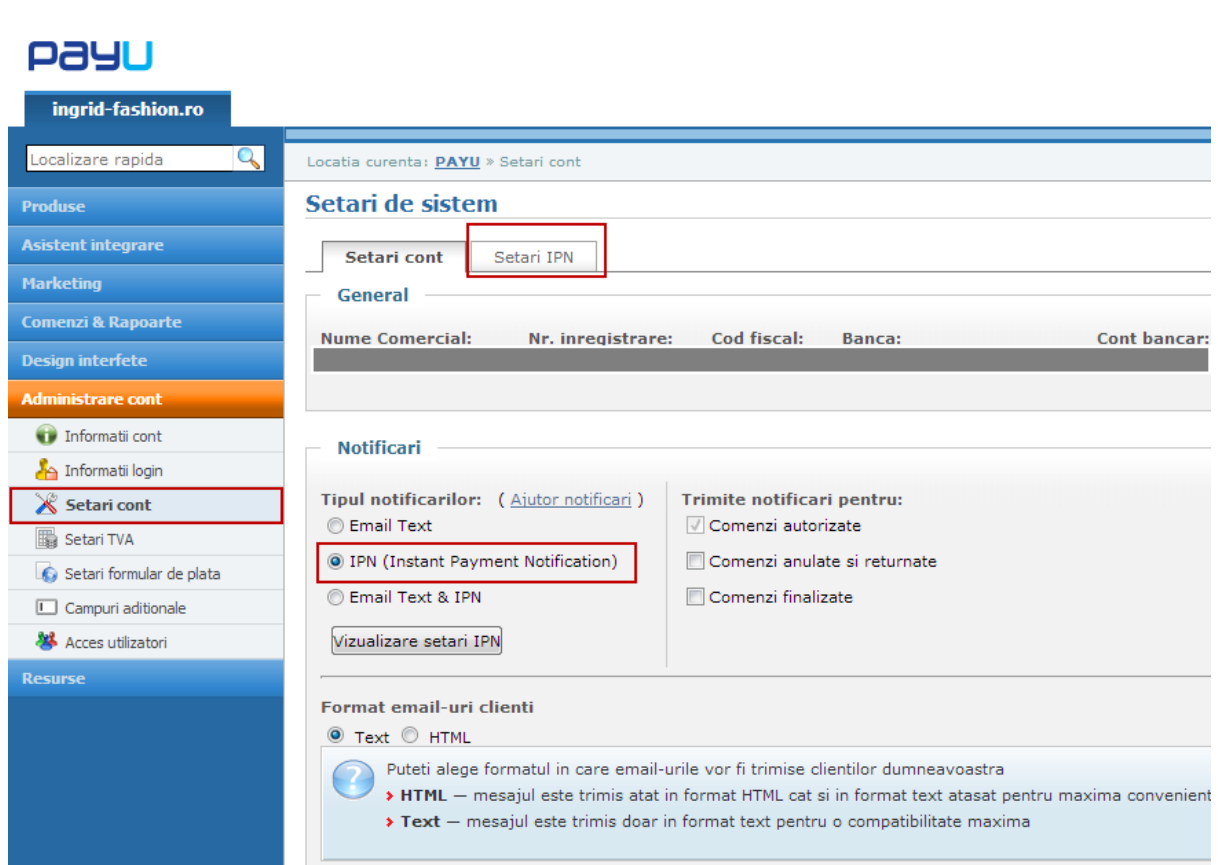 PayU
ingrid-fashion.ro
Localizare rapida
Locatia curenta: PAYU » Setari cont
Produse
Asistent integrare
Marketing
Comenzi & Rapoarte
Design interfete
Administrare cont
Informatii cont
Informatii login
Setari cont
Setari TVA
Setari formular de plata
Campuri aditionale
Acces utilizatori
Resurse
Setari de sistem
Setari cont Setari IPN
General
Nume Comercial: Nr. inregistrare: Cod fiscal: Banca: Cont bancar:
Notificari
Tipul notificarilor: ( Ajutor notificari )
Email Text
IPN (Instant Payment Notification)
Email Text & IPN
Vizualizare setari IPN
Trimite notificari pentru:
Comenzi autorizate
Comenzi anulate si returnate
Comenzi finalizate
Format email-uri clienti
Text HTML
Puteti alege formatul in care email-urile vor fi trimise clientilor dumneavoastra
HTML — mesajul este trimis atat in format HTML cat si in format text atasat pentru maxima convenient
Text — mesajul este trimis doar in format text pentru o compatibilitate maxima